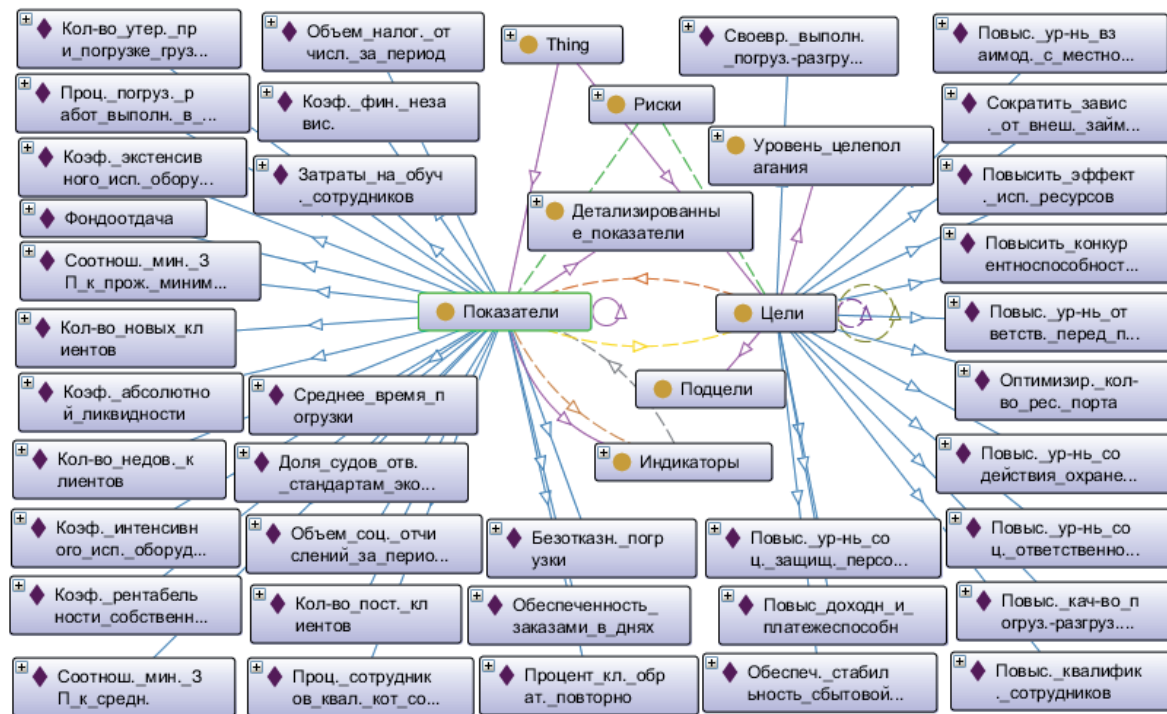 Кол-во_утер._пр
и_погрузке_груз...
Объем_налог._от
числ._за_период
Thing
Своевр._выполн.
_погруз.-разгру...
Повыс._ур-нь_вз
аимод._с_местно...
Проц._погруз._р
абот_выполн._в_...
Коэф._фин._неза
вис.
Риски
Сократить_завис
._от_внеш._займ...
Коэф._экстенсив
ного_исп._обору...
Затраты_на_обуч
._сотрудников
Уровень_целепол
агания
Повысить_эффект
._исп._ресурсов
Фондоотдача
Детализированны
е_показатели
Соотнош._мин._З
П_к_прож._миним...
Повысить_конкур
ентноспособност...
Показатели
Цели
Кол-во_новых_кл
иентов
Повыс._ур-нь_от
ветств._перед_п...
Коэф._абсолютно
й_ликвидности
Среднее_время_п
огрузки
Подцели
Оптимизир._кол-
во_рес._порта
Кол-во_недов._к
лиентов
Доля_судов_отв.
_стандартам_эко...
Индикаторы
Повыс._ур-нь_со
действия_охране...
Коэф._интенсивн
ого_исп._оборуд...
Объем_соц._отчи
слений_за_перио...
Безотказн._погр
узки
Повыс._ур-нь_со
ц._защищ._персо...
Повыс._ур-нь_со
ц._ответственно...
Коэф._рентабель
ности_собственн...
Кол-во_пост._кл
иентов
Обеспеченность_
заказами_в_днях
Повыс_доходн_и_
платежеспособн
Повыс._кач-во_п
огруз.-разгруз....
Соотнош._мин._З
П_к_средн.
Проц._сотрудник
ов_квал._кот_со...
Процент_кл._обр
ат._повторно
Обеспеч._стабил
ьность_сбытовой...
Повыс._квалифик
._сотрудников